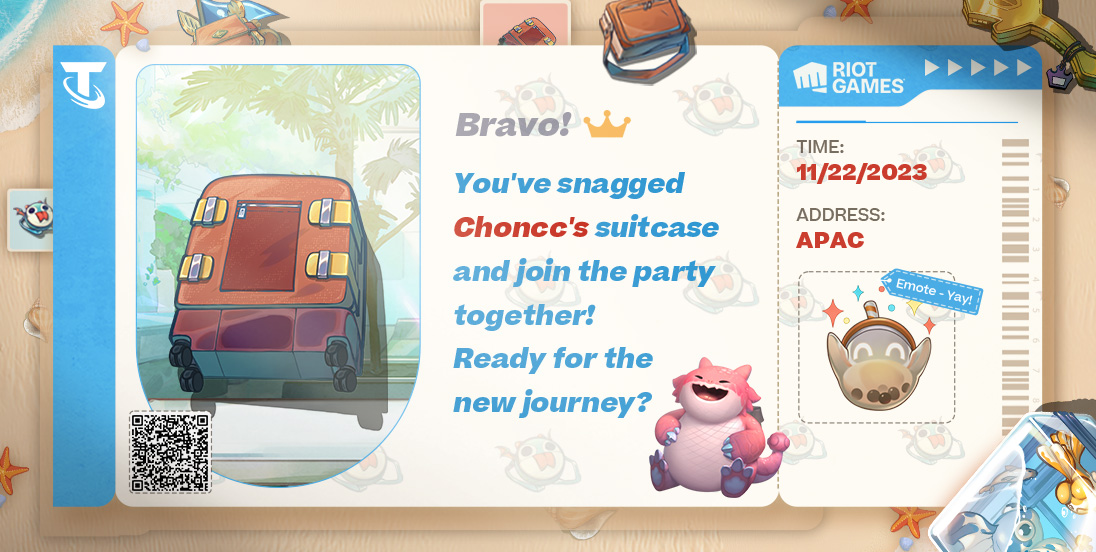 Bravo!
You've snagged
Choncc's suitcase
and join the party
together!
Ready for the
new journey?
RIOT
GAMES
TIME:
11/22/2023
ADDRESS:
APAC
Emote - Yay!